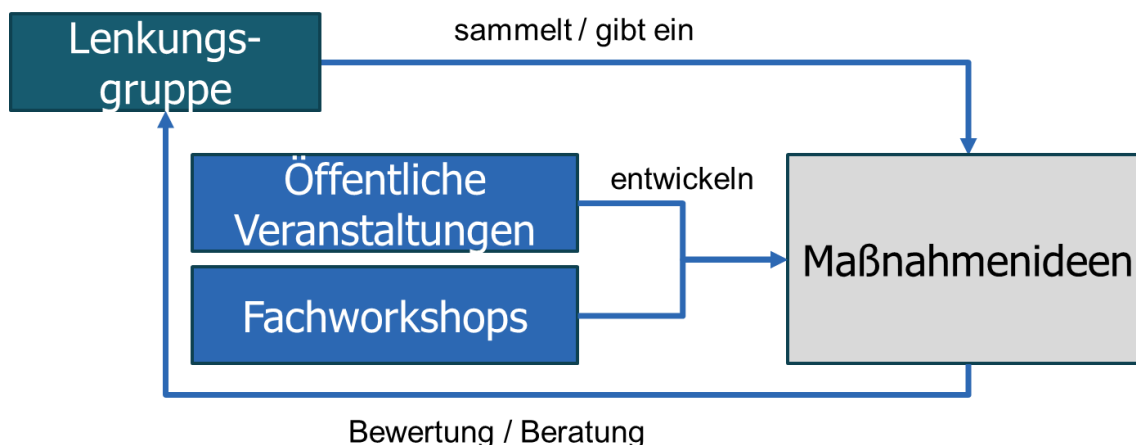 Lenkungs-
gruppe
sammelt / gibt ein
Öffentliche
Veranstaltungen
entwickeln
Fachworkshops
Maßnahmenideen
Bewertung / Beratung